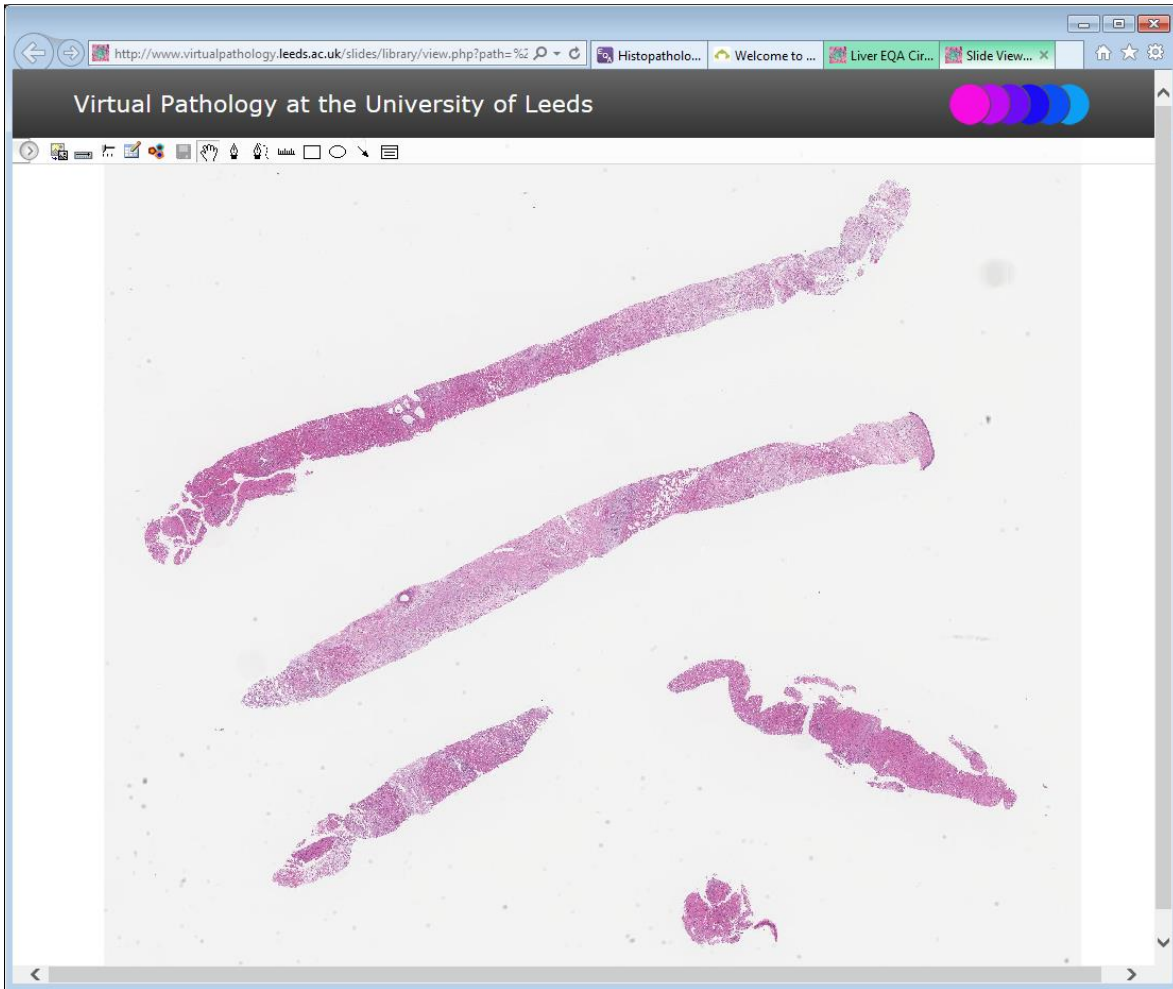 http://www.virtualpathology.leeds.ac.uk/slides/library/view.php?path=%2 Histopatholo... Welcome to ... Liver EQA Cir... Slide View...
Virtual Pathology at the University of Leeds